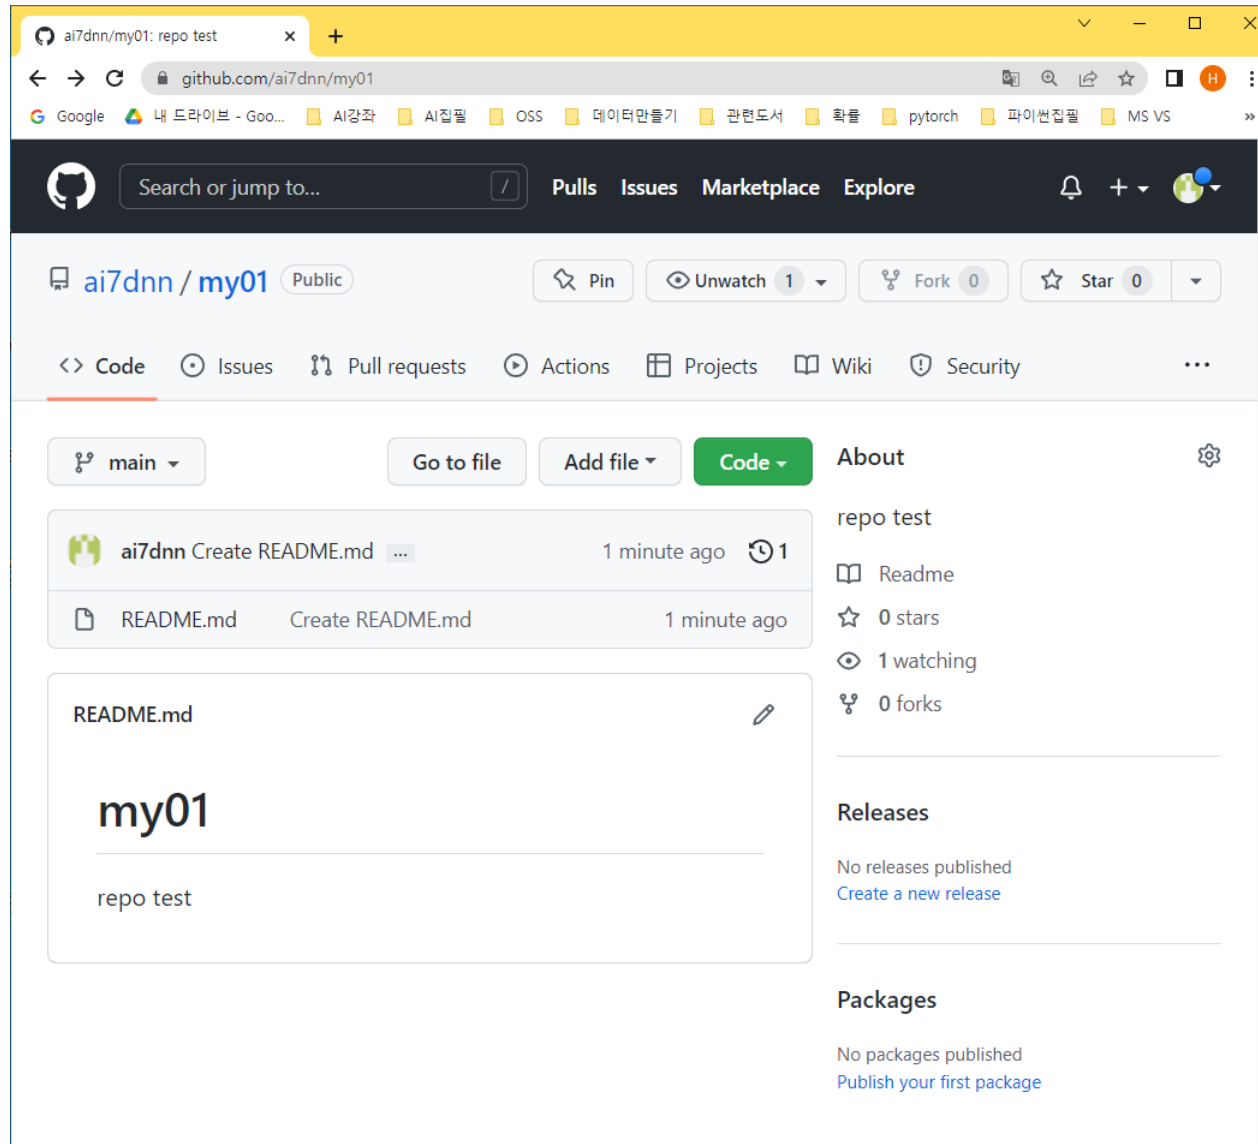 ai7dnn/my01: repo test
github.com/ai7dnn/my01
Google 내 드라이브 - Goo... AI강좌 AI집필 OSS 데이터만들기 관련도서 확률 pytorch 파이썬집필 MS VS »
H
Search or jump to... / Pulls Issues Marketplace Explore
ai7dnn / my01 Public Pin Unwatch 1 Fork 0 Star 0
Code Issues Pull requests Actions Projects Wiki Security ...
main Go to file Add file Code
ai7dnn Create README.md ... 1 minute ago 1
README.md Create README.md 1 minute ago
README.md
my01
repo test
About
repo test
Readme
0 stars
1 watching
0 forks
Releases
No releases published
Create a new release
Packages
No packages published
Publish your first package